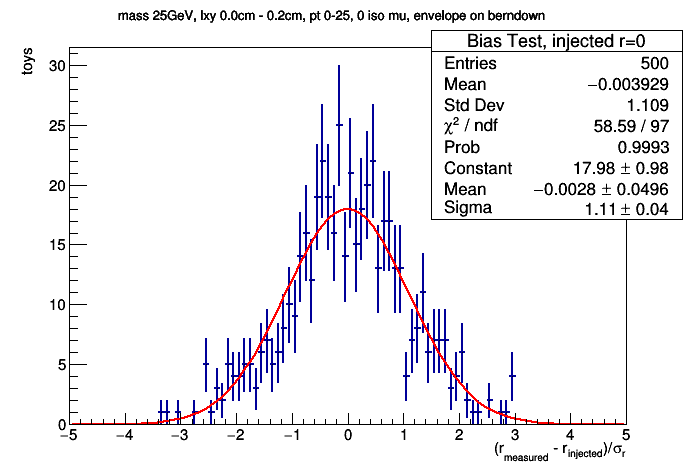 mass 25GeV, lxy 0.0cm - 0.2cm, pt 0-25, 0 iso mu, envelope on berndown
toys
Bias Test, injected r=0
Entries 500
Mean −0.003929
Std Dev 1.109
χ² / ndf 58.59 / 97
Prob 0.9993
Constant 17.98 ± 0.98
Mean −0.0028 ± 0.0496
Sigma 1.11 ± 0.04
30
25
20
15
10
5
0
−5 −4 −3 −2 −1 0 1 2 3 4 5
(r_measured - r_injected)/σ_r